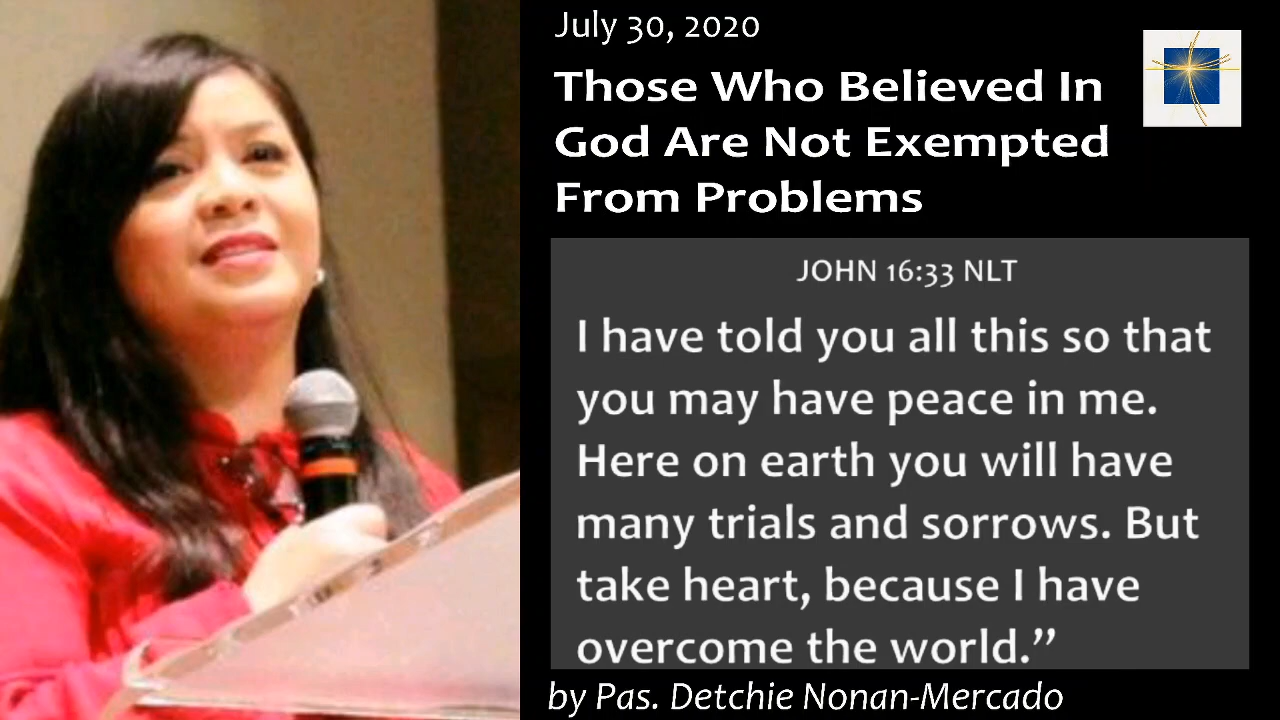 July 30, 2020
Those Who Believed In
God Are Not Exempted
From Problems
JOHN 16:33 NLT
I have told you all this so that
you may have peace in me.
Here on earth you will have
many trials and sorrows. But
take heart, because I have
overcome the world.”
by Pas. Detchie Nonan-Mercado